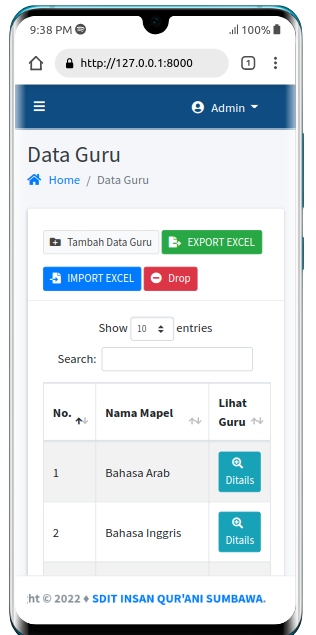 9:38 PM 100%
http://127.0.0.1:8000 1
Admin
Data Guru
Home / Data Guru
Tambah Data Guru EXPORT EXCEL
IMPORT EXCEL Drop
Show 10 entries
Search:
No. Nama Mapel Lihat Guru
1 Bahasa Arab Ditails
2 Bahasa Inggris Ditails
ht © 2022 ♦ SDIT INSAN QUR'ANI SUMBAWA.